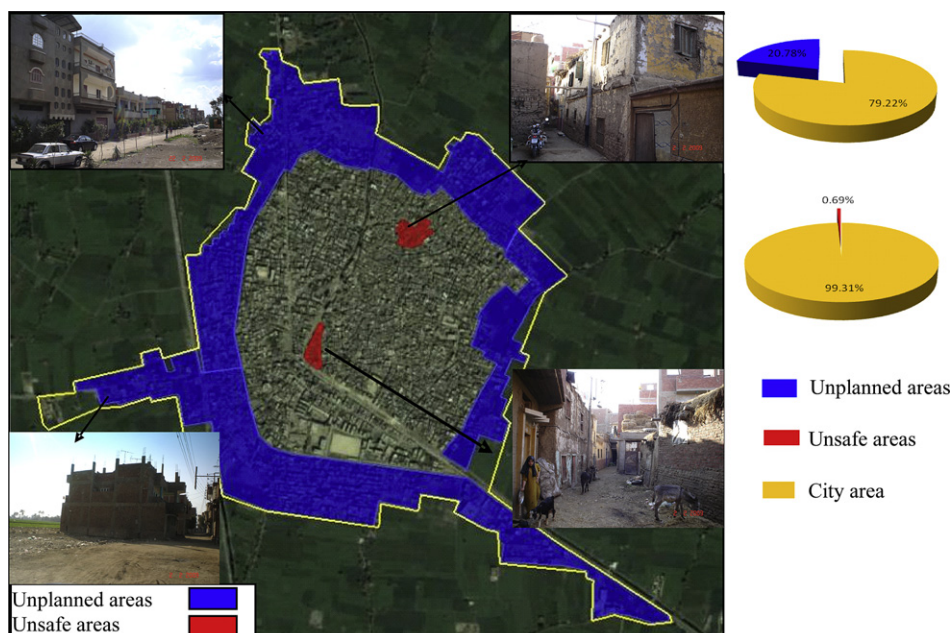 20.78%
79.22%
0.69%
99.31%
Unplanned areas
Unsafe areas
City area
Unplanned areas
Unsafe areas